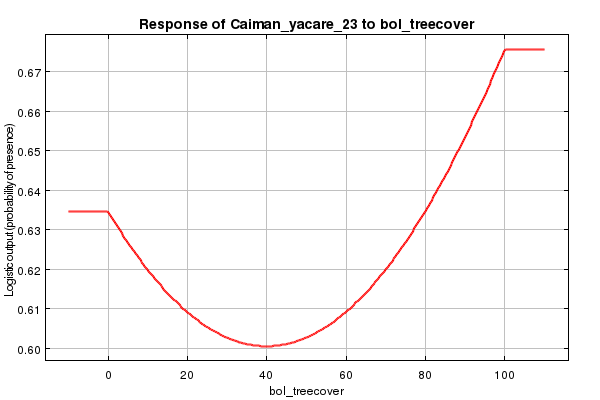 Response of Caiman_yacare_23 to bol_treecover
Logistic output (probability of presence)
0.67
0.66
0.65
0.64
0.63
0.62
0.61
0.60
0 20 40 60 80 100
bol_treecover